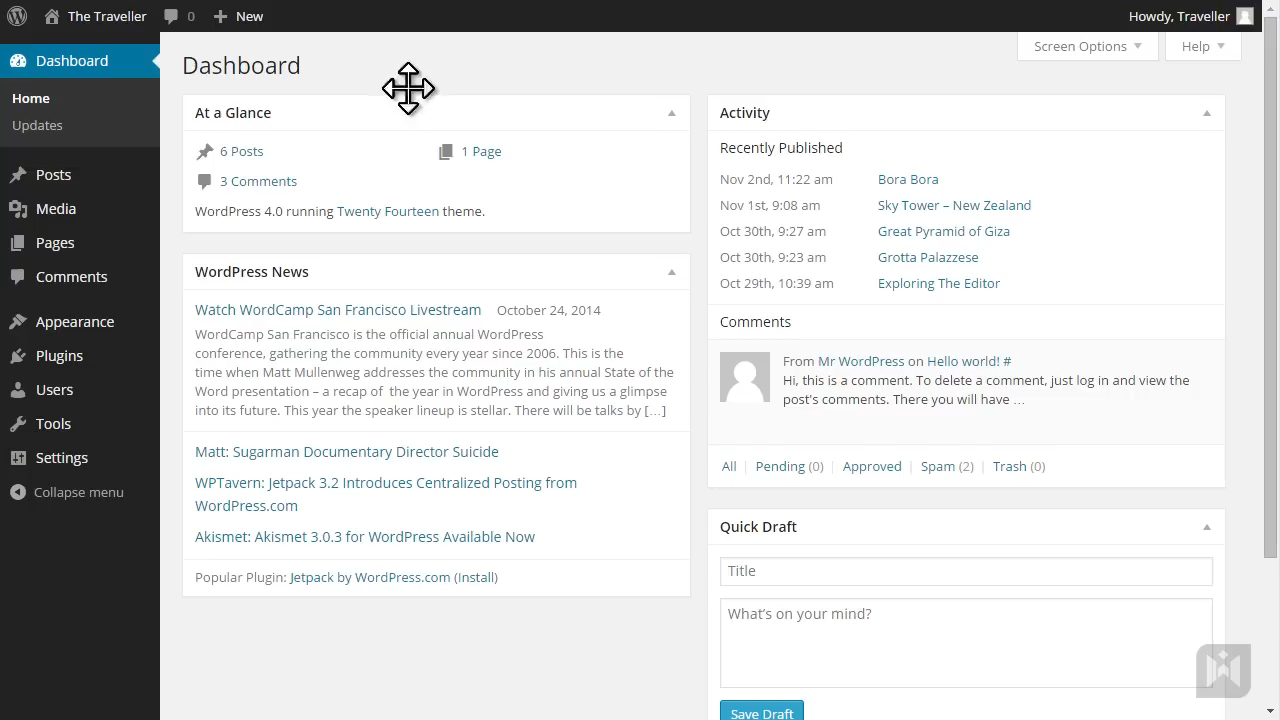 The Traveller 0 New Howdy, Traveller
Screen Options Help
Dashboard
Home
Updates
Posts
Media
Pages
Comments
Appearance
Plugins
Users
Tools
Settings
Collapse menu
Dashboard
At a Glance
6 Posts 1 Page
3 Comments
WordPress 4.0 running Twenty Fourteen theme.
WordPress News
Watch WordCamp San Francisco Livestream October 24, 2014
WordCamp San Francisco is the official annual WordPress
conference, gathering the community every year since 2006. This is the
time when Matt Mullenweg addresses the community in his annual State of the
Word presentation – a recap of the year in WordPress and giving us a glimpse
into its future. This year the speaker lineup is stellar. There will be talks by […]
Matt: Sugarman Documentary Director Suicide
WPTavern: Jetpack 3.2 Introduces Centralized Posting from
WordPress.com
Akismet: Akismet 3.0.3 for WordPress Available Now
Popular Plugin: Jetpack by WordPress.com (Install)
Activity
Recently Published
Nov 2nd, 11:22 am Bora Bora
Nov 1st, 9:08 am Sky Tower – New Zealand
Oct 30th, 9:27 am Great Pyramid of Giza
Oct 30th, 9:23 am Grotta Palazzese
Oct 29th, 10:39 am Exploring The Editor
Comments
From Mr WordPress on Hello world! #
Hi, this is a comment. To delete a comment, just log in and view the
post's comments. There you will have …
All | Pending (0) | Approved | Spam (2) | Trash (0)
Quick Draft
Title
What's on your mind?
Save Draft